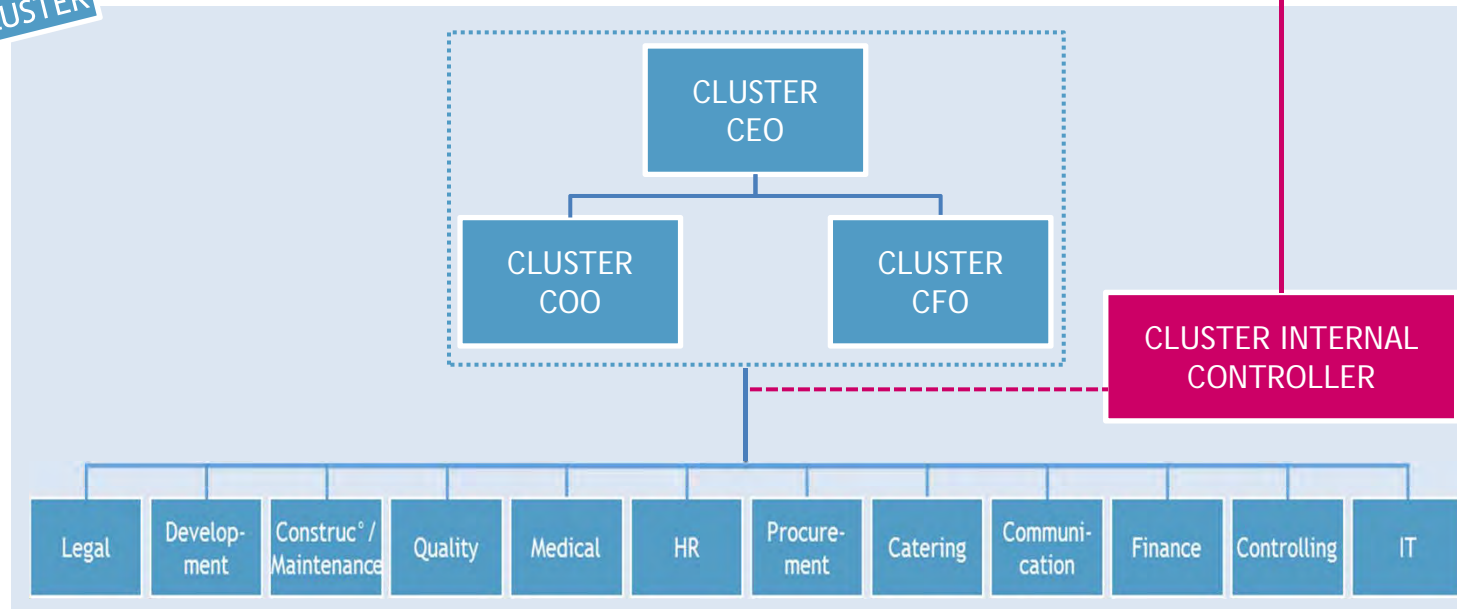 CLUSTER
CLUSTER
CEO
CLUSTER
COO
CLUSTER
CFO
CLUSTER INTERNAL
CONTROLLER
Legal
Develop-
ment
Construc°/
Maintenance
Quality
Medical
HR
Procure-
ment
Catering
Communi-
cation
Finance
Controlling
IT